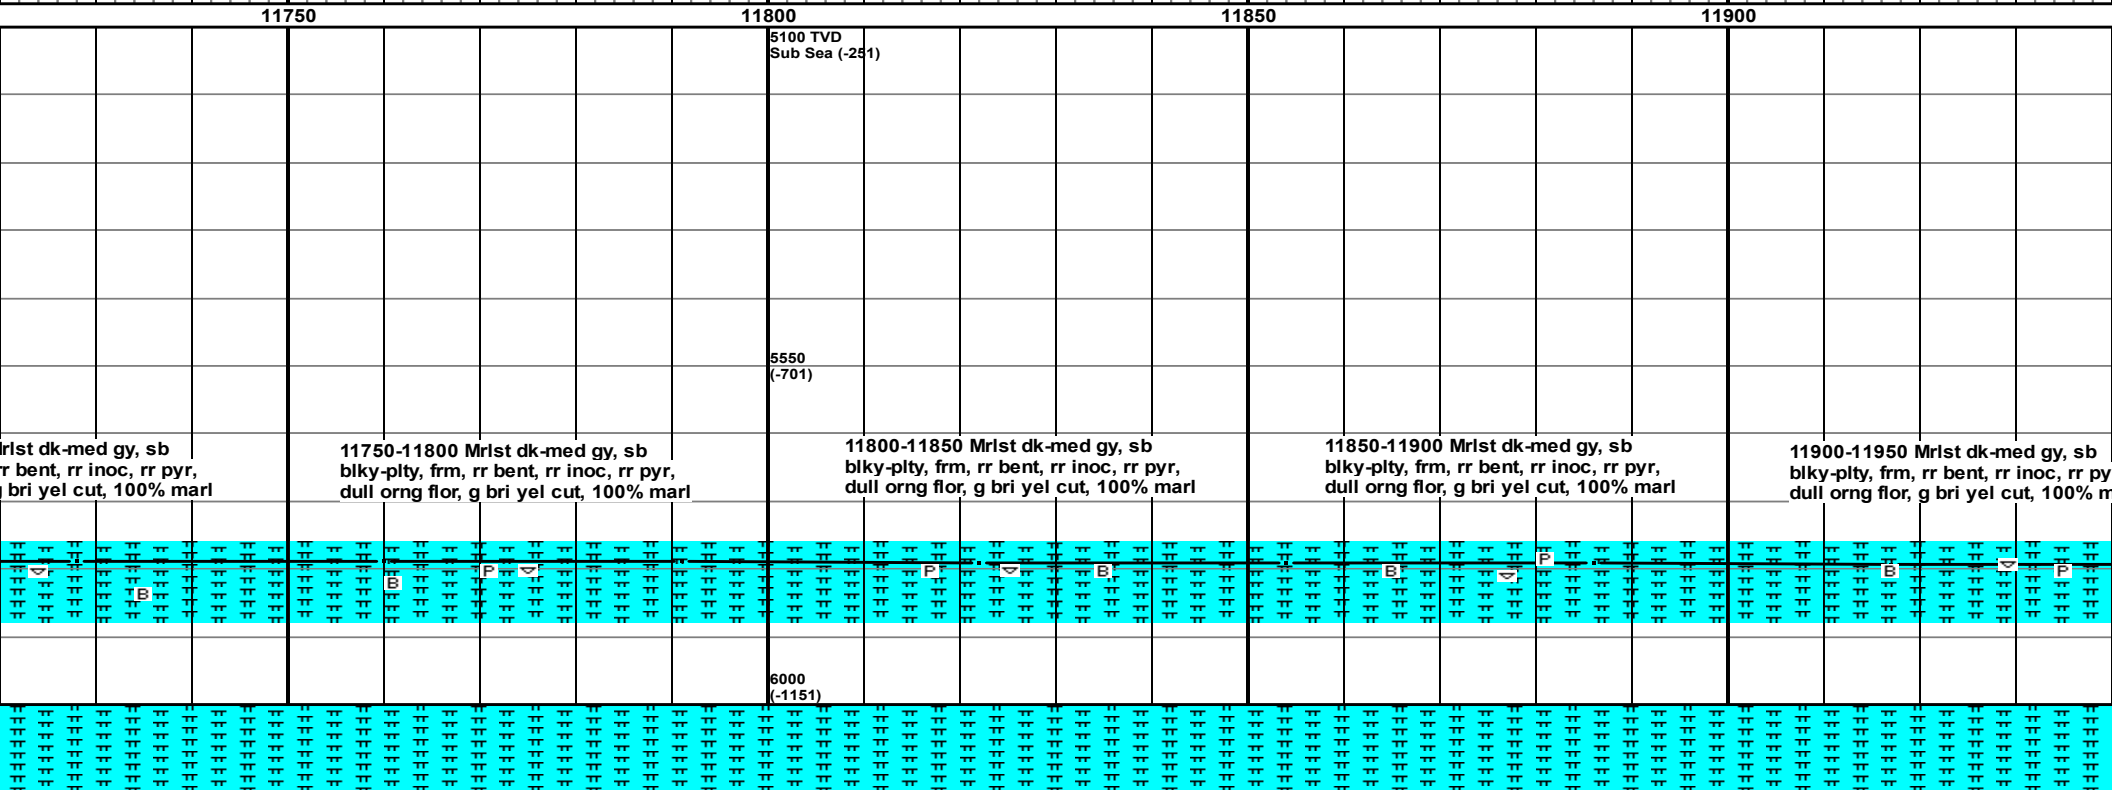 11750 11800 11850 11900
5100 TVD
Sub Sea (-251)
5550
(-701)
Mrlst dk-med gy, sb
rr bent, rr inoc, rr pyr,
g bri yel cut, 100% marl
11750-11800 Mrlst dk-med gy, sb
blky-plty, frm, rr bent, rr inoc, rr pyr,
dull orng flor, g bri yel cut, 100% marl
11800-11850 Mrlst dk-med gy, sb
blky-plty, frm, rr bent, rr inoc, rr pyr,
dull orng flor, g bri yel cut, 100% marl
11850-11900 Mrlst dk-med gy, sb
blky-plty, frm, rr bent, rr inoc, rr pyr,
dull orng flor, g bri yel cut, 100% marl
11900-11950 Mrlst dk-med gy, sb
blky-plty, frm, rr bent, rr inoc, rr py
dull orng flor, g bri yel cut, 100% m
B B P P B B P B P
6000
(-1151)